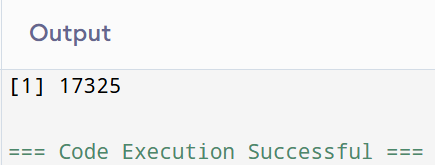 Output
[1] 17325
=== Code Execution Successful ===